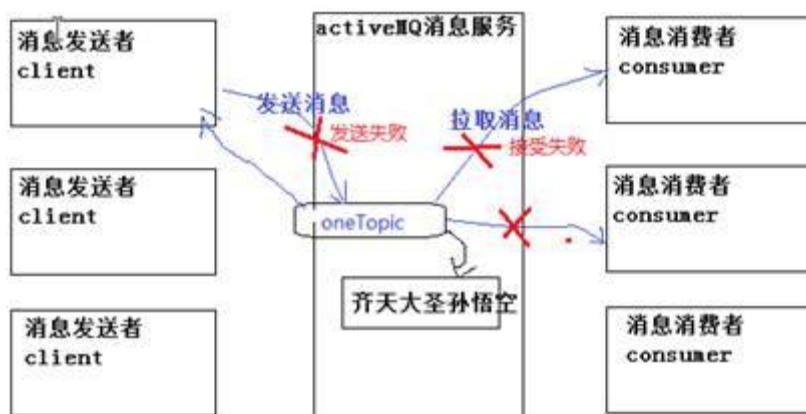 消息发送者
client
activeMQ消息服务
消息消费者
consumer
发送消息
发送失败
拉取消息
接受失败
消息发送者
client
oneTopic
消息消费者
consumer
齐天大圣孙悟空
消息发送者
client
消息消费者
consumer